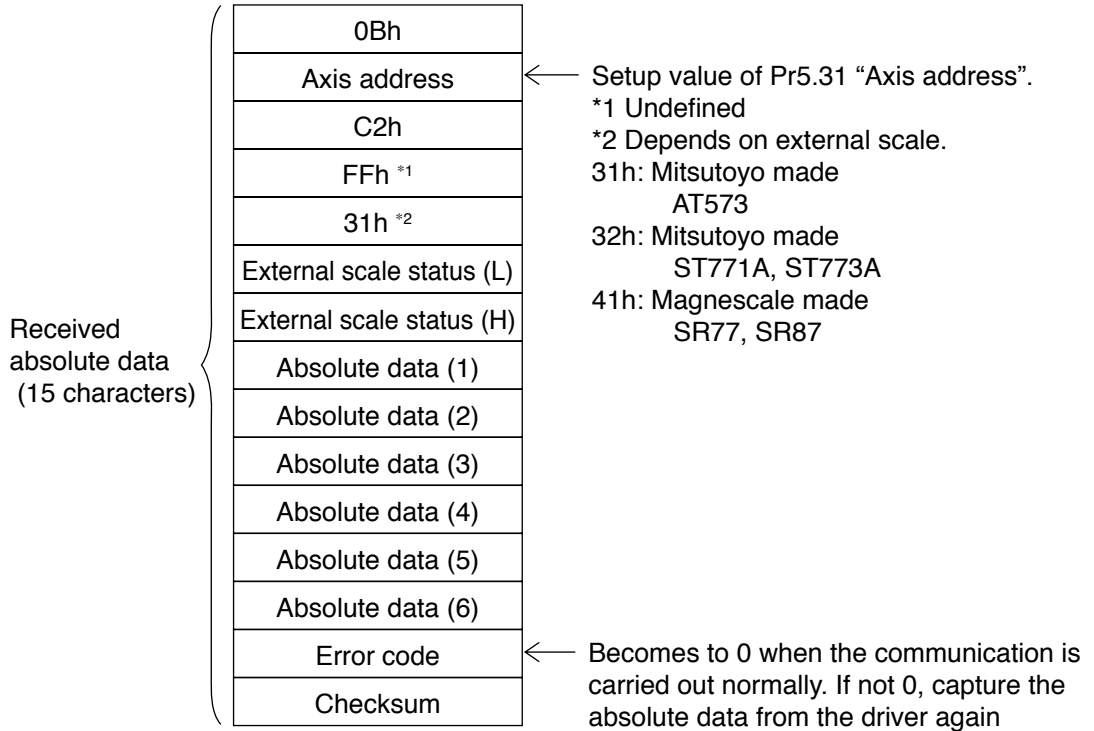 0Bh
Axis address
C2h
FFh *1
31h *2
External scale status (L)
External scale status (H)
Absolute data (1)
Absolute data (2)
Absolute data (3)
Absolute data (4)
Absolute data (5)
Absolute data (6)
Error code
Checksum
Received
absolute data
(15 characters)
Setup value of Pr5.31 “Axis address”.
*1 Undefined
*2 Depends on external scale.
31h: Mitsutoyo made
AT573
32h: Mitsutoyo made
ST771A, ST773A
41h: Magnescale made
SR77, SR87
Becomes to 0 when the communication is
carried out normally. If not 0, capture the
absolute data from the driver again